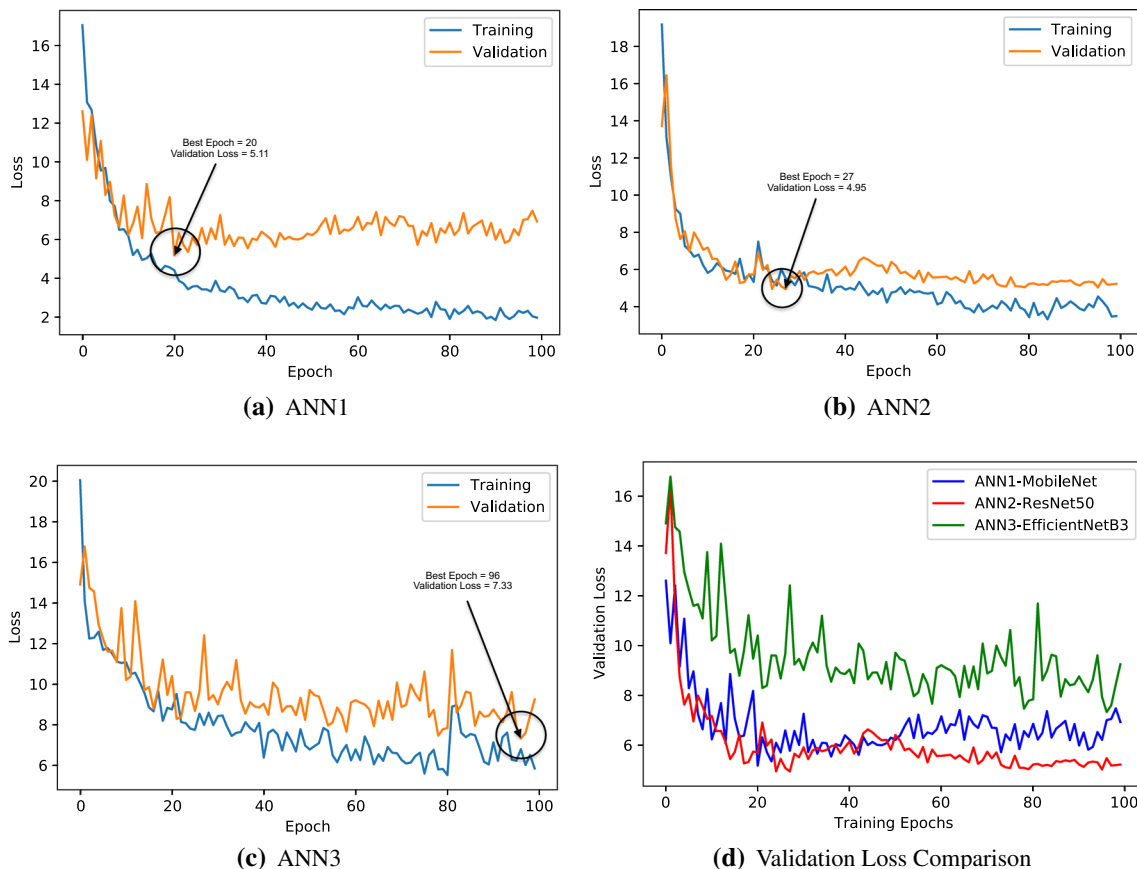 Training
Validation
Best Epoch = 20
Validation Loss = 5.11
16
14
12
10
8
6
4
2
Loss
0
20
40
60
80
100
Epoch
(a) ANN1
Training
Validation
Best Epoch = 27
Validation Loss = 4.95
18
16
14
12
10
8
6
4
Loss
0
20
40
60
80
100
Epoch
(b) ANN2
Training
Validation
Best Epoch = 96
Validation Loss = 7.33
20
18
16
14
12
10
8
6
Loss
0
20
40
60
80
100
Epoch
(c) ANN3
ANN1-MobileNet
ANN2-ResNet50
ANN3-EfficientNetB3
16
14
12
10
8
6
Validation Loss
0
20
40
60
80
100
Training Epochs
(d) Validation Loss Comparison